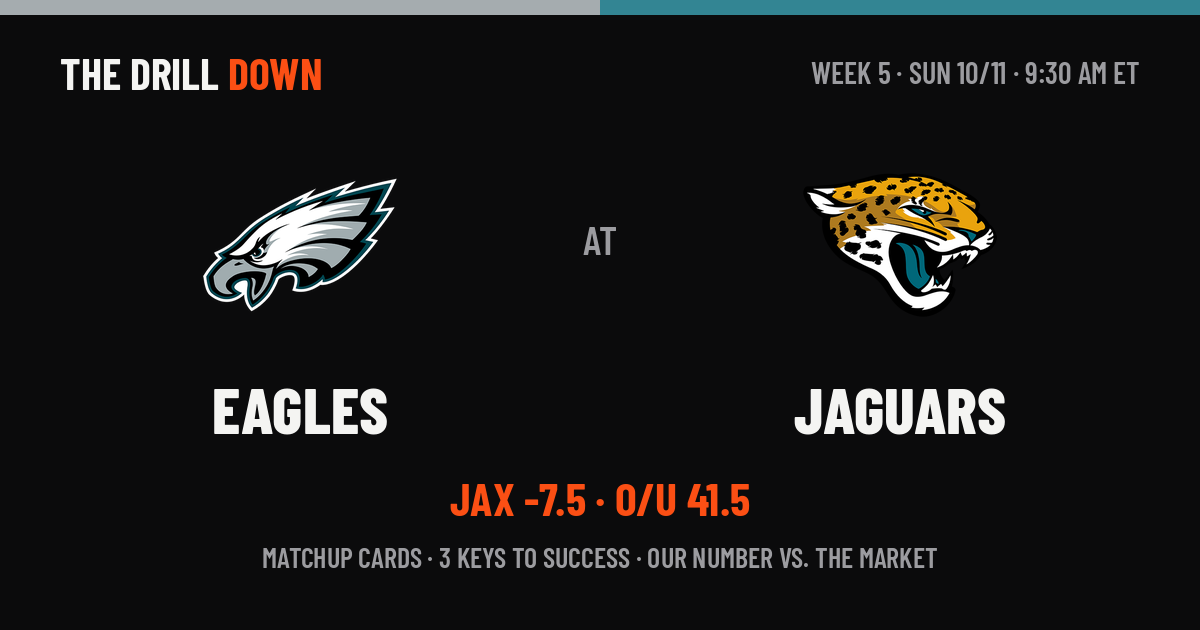 THE DRILL DOWN
WEEK 5 · SUN 10/11 · 9:30 AM ET
AT
EAGLES
JAGUARS
JAX -7.5 · O/U 41.5
MATCHUP CARDS · 3 KEYS TO SUCCESS · OUR NUMBER VS. THE MARKET